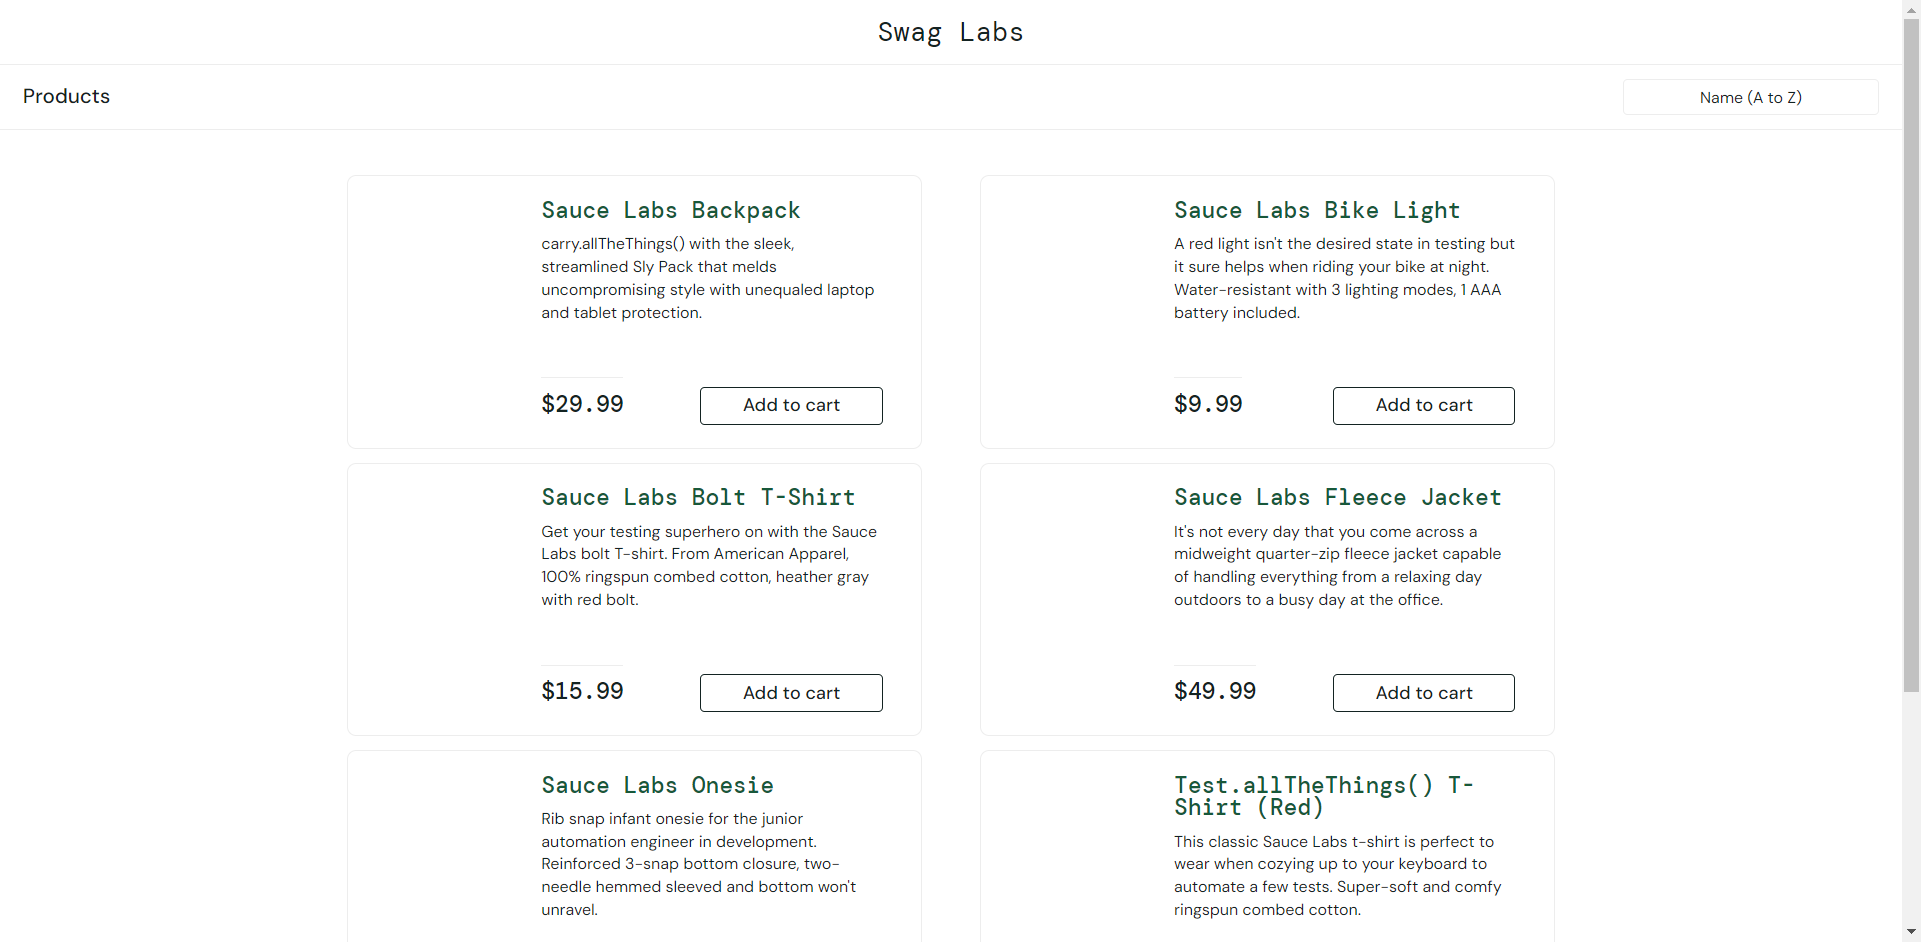 Swag Labs
Products
Name (A to Z)
Sauce Labs Backpack
carry.allTheThings() with the sleek,
streamlined Sly Pack that melds
uncompromising style with unequaled laptop
and tablet protection.
$29.99
Add to cart
Sauce Labs Bike Light
A red light isn't the desired state in testing but
it sure helps when riding your bike at night.
Water-resistant with 3 lighting modes, 1 AAA
battery included.
$9.99
Add to cart
Sauce Labs Bolt T-Shirt
Get your testing superhero on with the Sauce
Labs bolt T-shirt. From American Apparel,
100% ringspun combed cotton, heather gray
with red bolt.
$15.99
Add to cart
Sauce Labs Fleece Jacket
It's not every day that you come across a
midweight quarter-zip fleece jacket capable
of handling everything from a relaxing day
outdoors to a busy day at the office.
$49.99
Add to cart
Sauce Labs Onesie
Rib snap infant onesie for the junior
automation engineer in development.
Reinforced 3-snap bottom closure, two-
needle hemmed sleeved and bottom won't
unravel.
Test.allTheThings() T-
Shirt (Red)
This classic Sauce Labs t-shirt is perfect to
wear when cozying up to your keyboard to
automate a few tests. Super-soft and comfy
ringspun combed cotton.